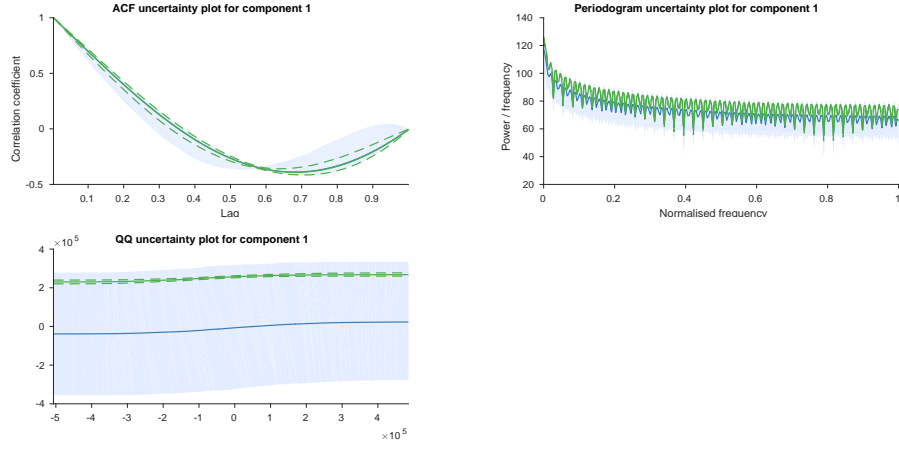 ACF uncertainty plot for component 1
Correlation coefficient
1
0.5
0
-0.5
0.1 0.2 0.3 0.4 0.5 0.6 0.7 0.8 0.9
Lag
Periodogram uncertainty plot for component 1
Power / frequency
140
120
100
80
60
40
20
0 0.2 0.4 0.6 0.8 1
Normalised frequency
QQ uncertainty plot for component 1
×10 5
4
2
0
-2
-4
-5 -4 -3 -2 -1 0 1 2 3 4
×10 5